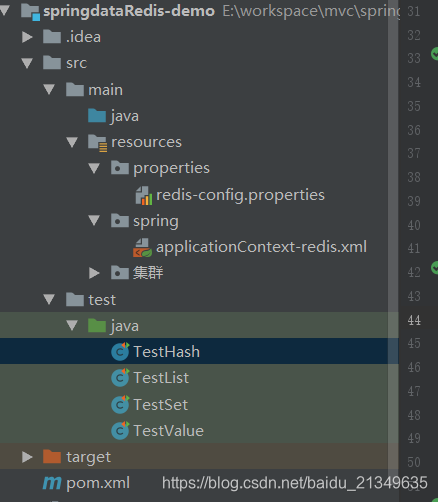 springdataRedis-demo E:\workspace\mvc\spring
31
.idea
32
src
33
main
34
35
java
36
resources
37
properties
38
redis-config.properties
39
spring
40
applicationContext-redis.xml
41
集群
42
test
43
java
44
TestHash
45
TestList
46
47
TestSet
48
TestValue
49
target
50
pom.xml
https://blog.csdn.net/baidu_21349635
51